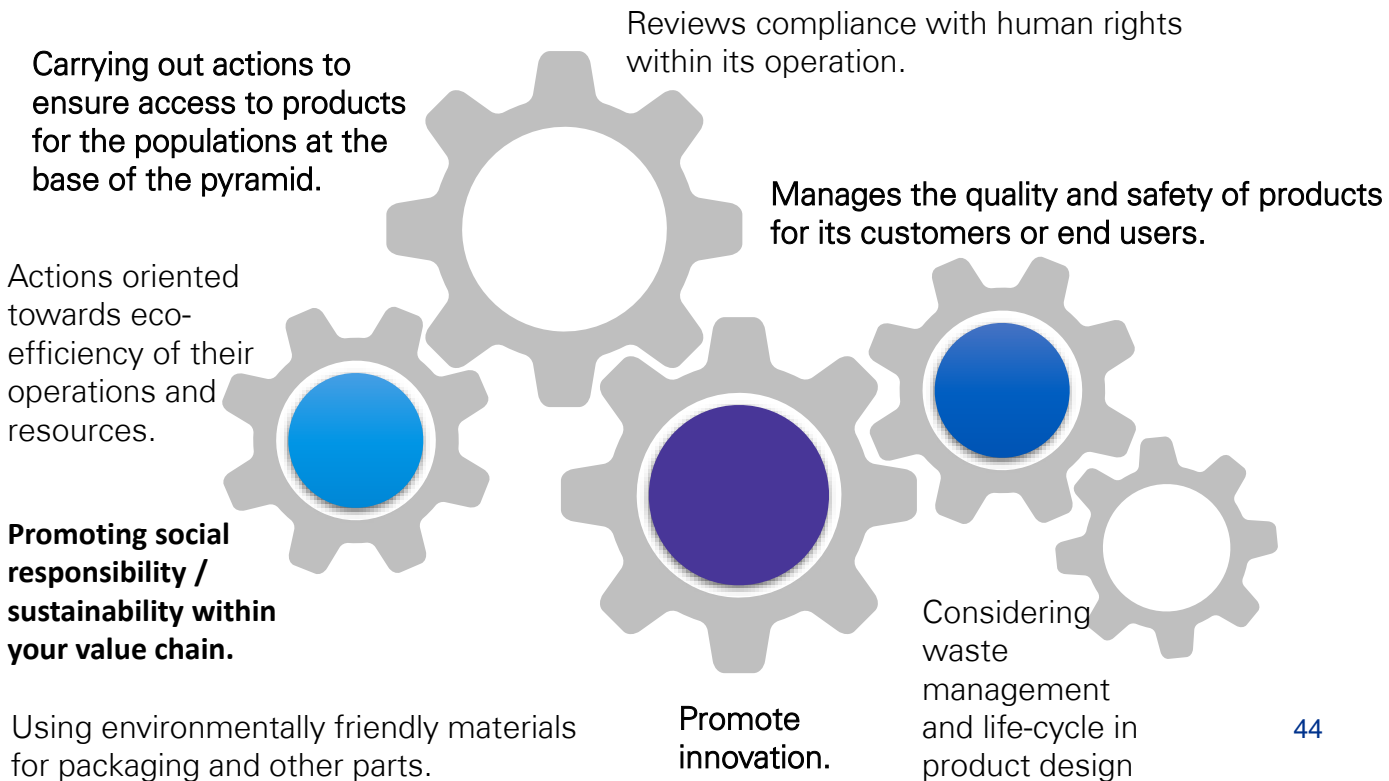 Reviews compliance with human rights
within its operation.
Carrying out actions to
ensure access to products
for the populations at the
base of the pyramid.
Manages the quality and safety of products
for its customers or end users.
Actions oriented
towards eco-
efficiency of their
operations and
resources.
Promoting social
responsibility /
sustainability within
your value chain.
Considering
waste
management
and life-cycle in
product design
Using environmentally friendly materials
for packaging and other parts.
Promote
innovation.
44